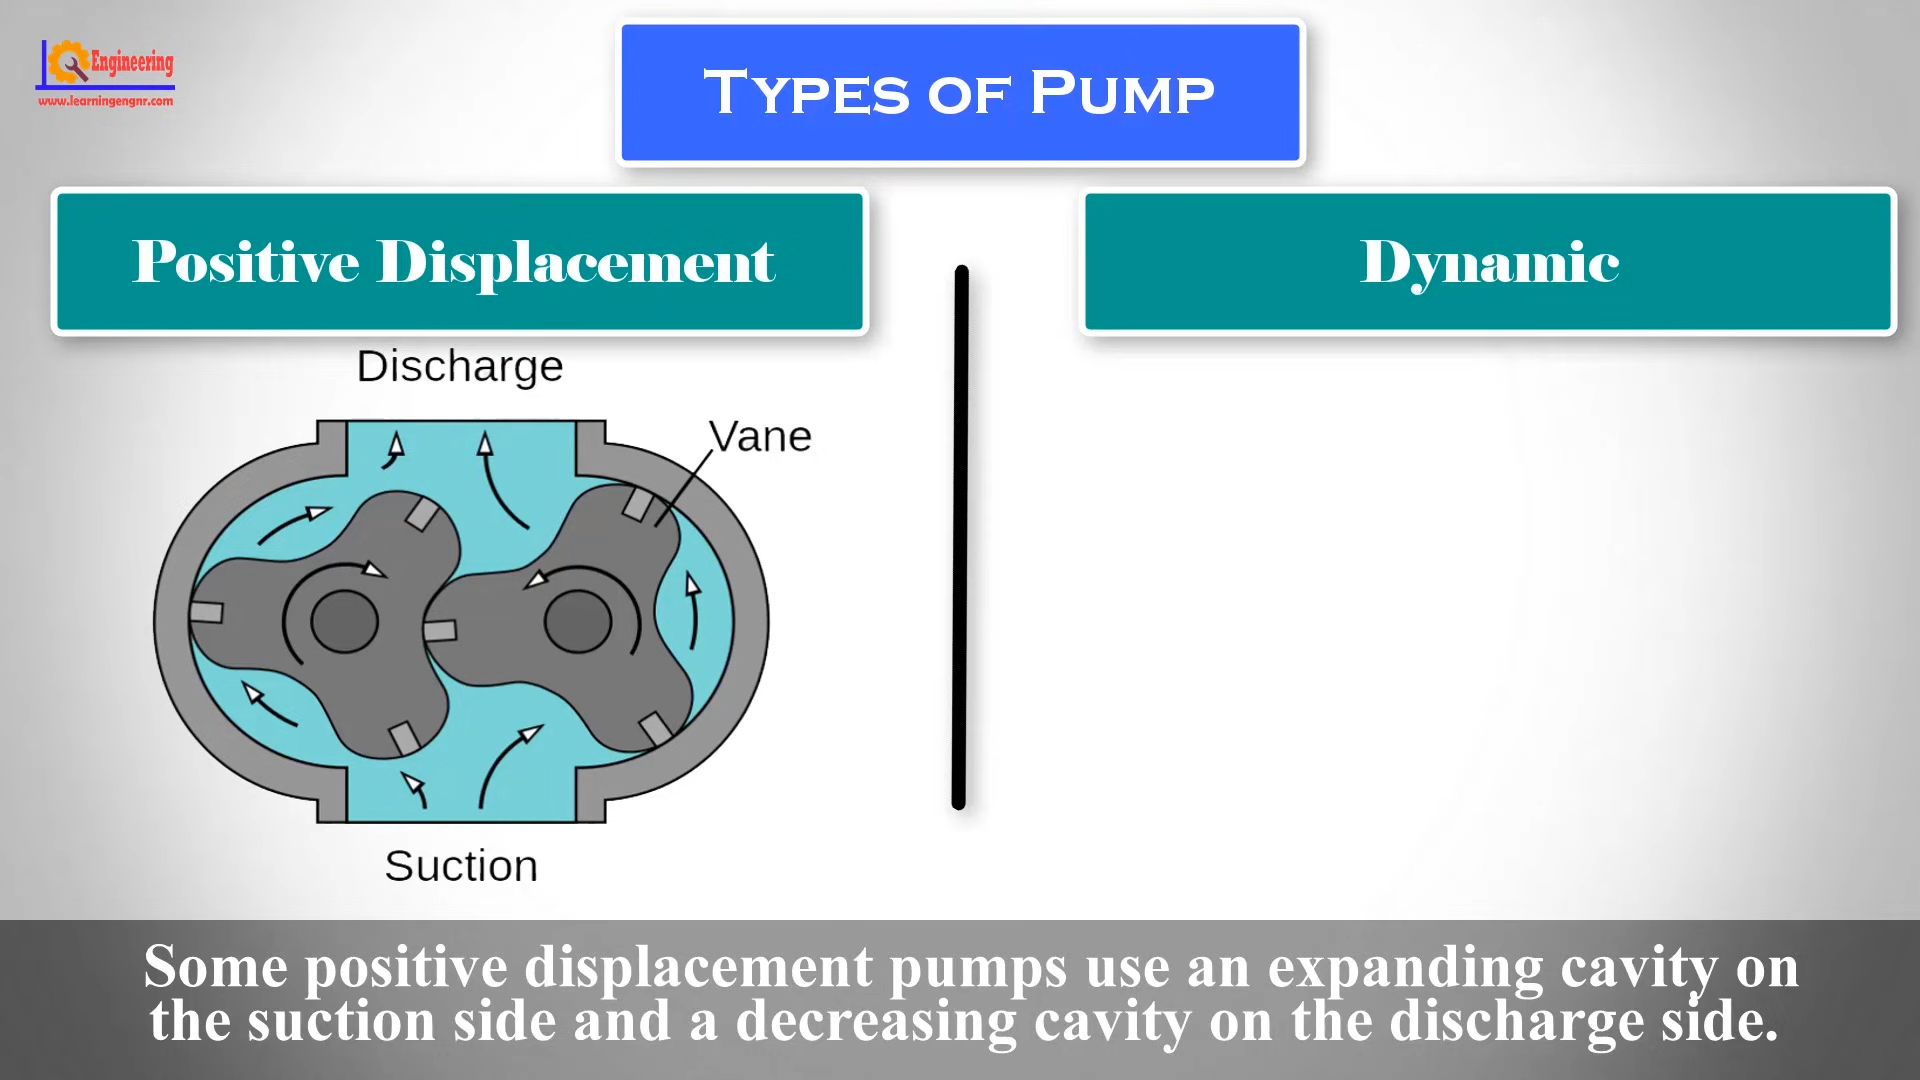 Engineering
www.learningengnr.com
Types of Pump
Positive Displacement
Dynamic
Discharge
Vane
Suction
Some positive displacement pumps use an expanding cavity on
the suction side and a decreasing cavity on the discharge side.